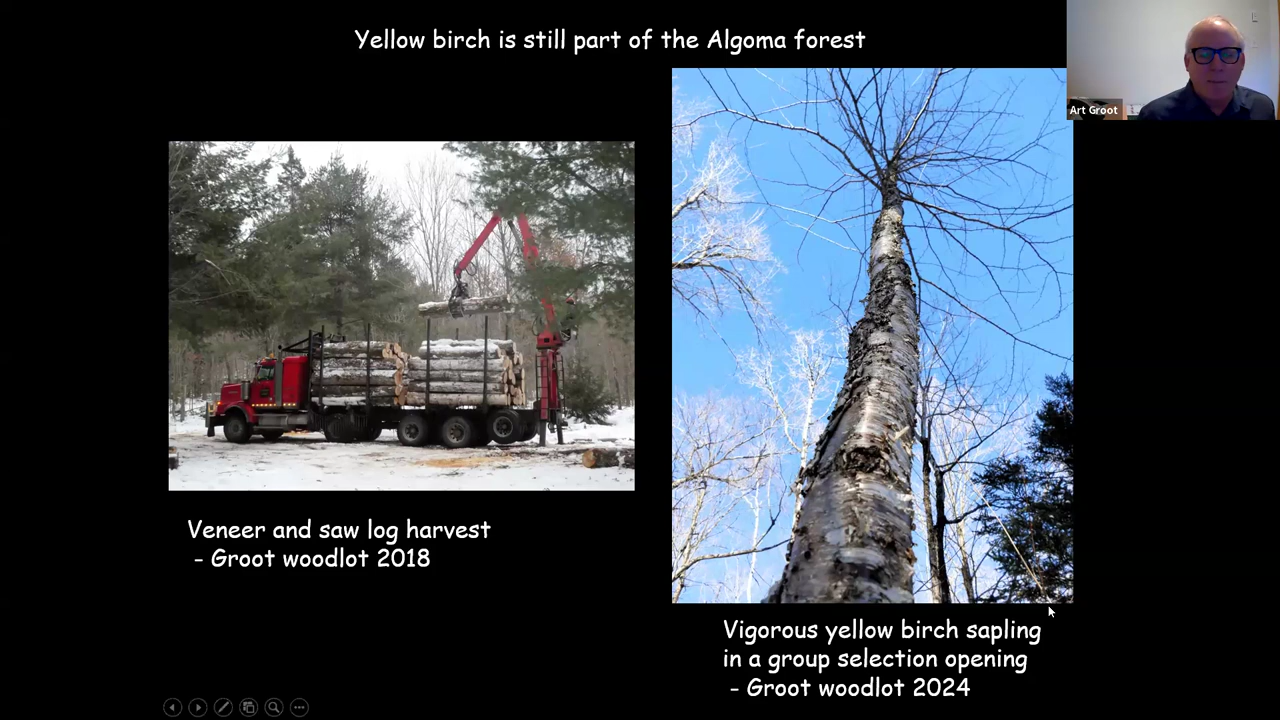 Yellow birch is still part of the Algoma forest
Art Groot
Veneer and saw log harvest
- Groot woodlot 2018
Vigorous yellow birch sapling
in a group selection opening
- Groot woodlot 2024